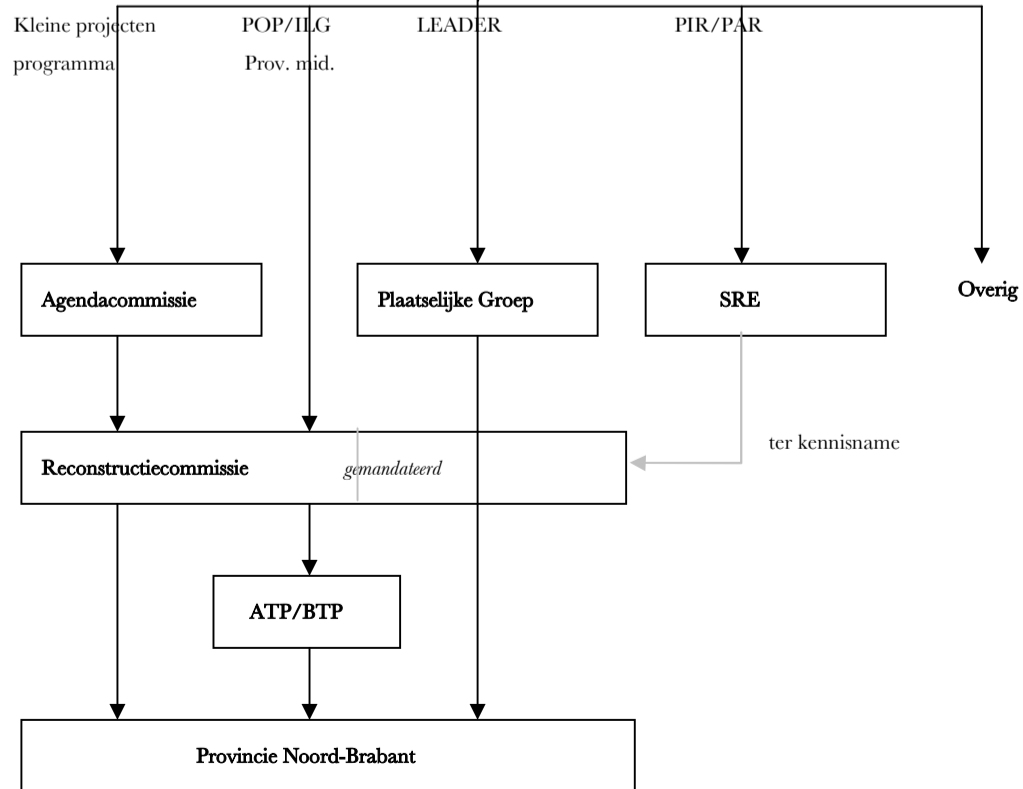 Kleine projecten POP/ILG LEADER PIR/PAR
programma Prov. mid.
Agendacommissie Plaatselijke Groep SRE Overig
ter kennisname
Reconstructiecommissie gemandateerd
ATP/BTP
Provincie Noord-Brabant